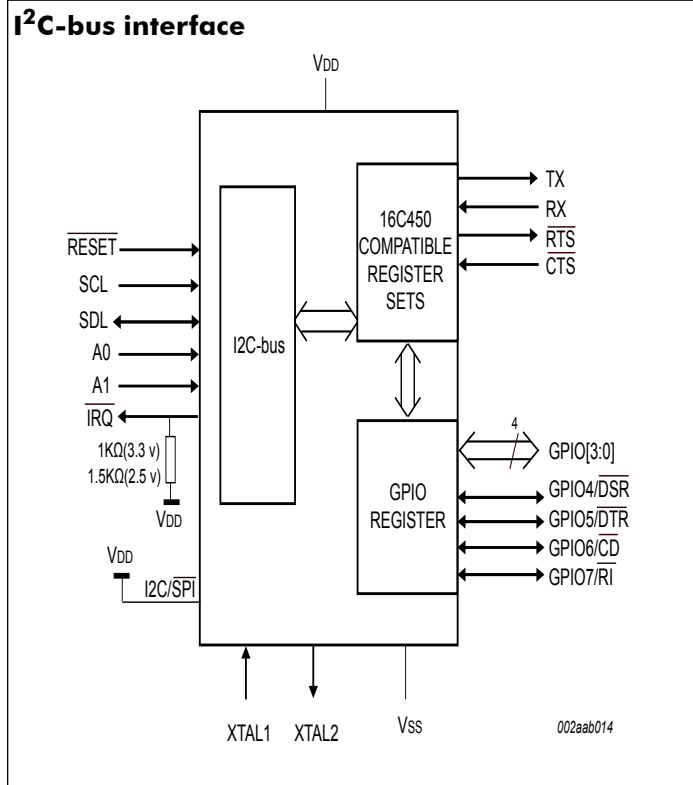 I²C-bus interface
VDD
RESET
SCL
SDL
A0
A1
IRQ
1KΩ(3.3 v)
1.5KΩ(2.5 v)
VDD
VDD
I2C/SPI
I2C-bus
16C450
COMPATIBLE
REGISTER
SETS
GPIO
REGISTER
TX
RX
RTS
CTS
4
GPIO[3:0]
GPIO4/DSR
GPIO5/DTR
GPIO6/CD
GPIO7/RI
XTAL1
XTAL2
VSS
002aab014